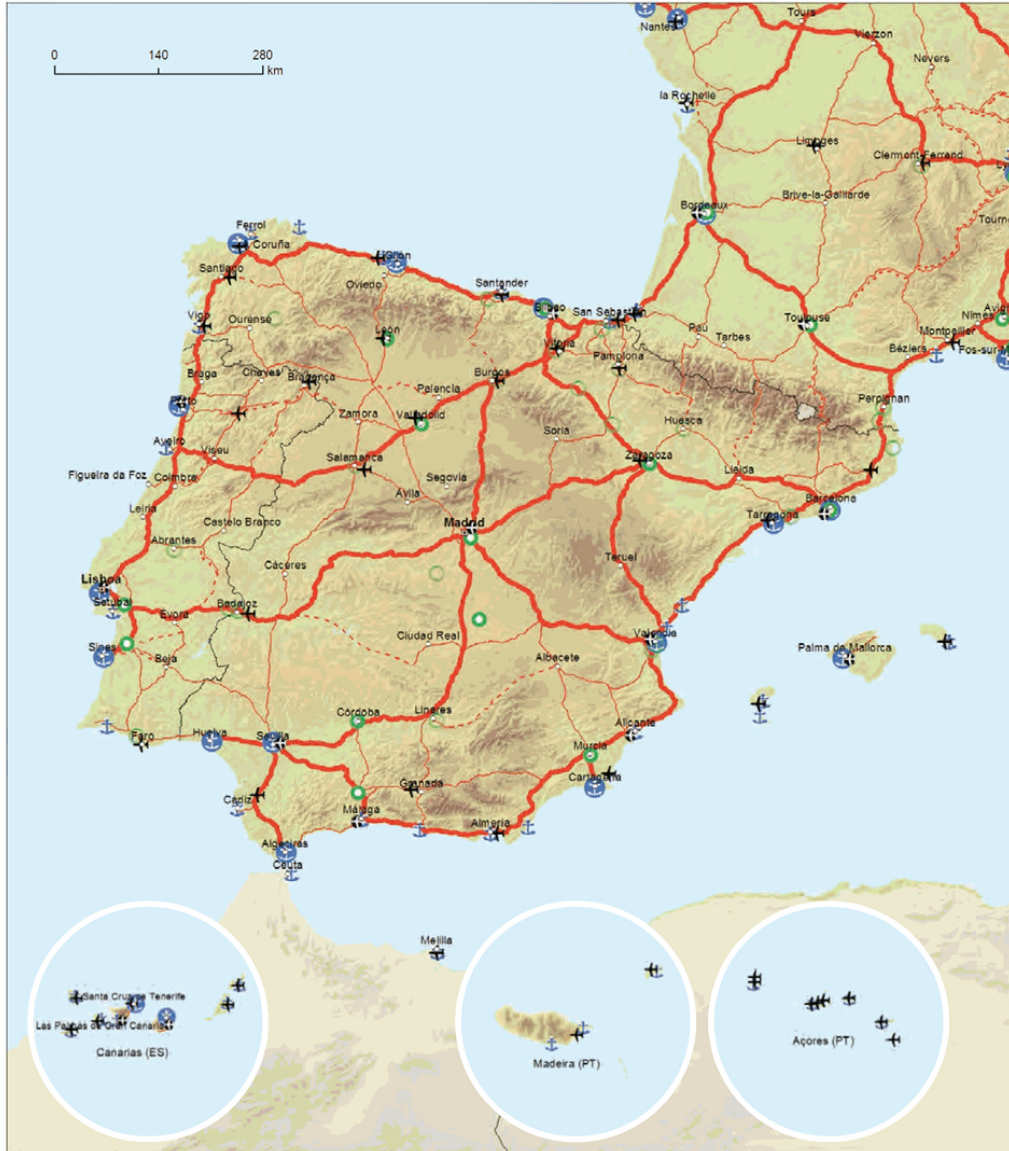 0 140 280
km
Nantes
Tours
Vierzon
Nevers
la Rochelle
Limoges
Clermont-Ferrand
Brive-la-Gaillarde
Bordeaux
Ferrol
Coruña
Santiago
Gijón
Oviedo
Santander
Bilbao
San Sebastián
Toulouse
Nîmes
Montpellier
Béziers
Vigo
Ourense
León
Vitoria
Pamplona
Pau
Tarbes
Braga
Chaves
Bragança
Burgos
Palencia
Perpignan
Porto
Zamora
Valladolid
Soria
Huesca
Aveiro
Viseu
Salamanca
Segovia
Zaragoza
Lleida
Figueira da Foz
Coimbra
Ávila
Barcelona
Leiria
Castelo Branco
Madrid
Tarragona
Abrantes
Cáceres
Teruel
Lisboa
Setúbal
Evora
Badajoz
Ciudad Real
Valencia
Palma de Mallorca
Sines
Beja
Albacete
Córdoba
Linares
Alicante
Faro
Huelva
Sevilla
Murcia
Cartagena
Granada
Cádiz
Málaga
Almería
Algeciras
Ceuta
Melilla
Santa Cruz de Tenerife
Las Palmas de Gran Canaria
Canarias (ES)
Madeira (PT)
Açores (PT)